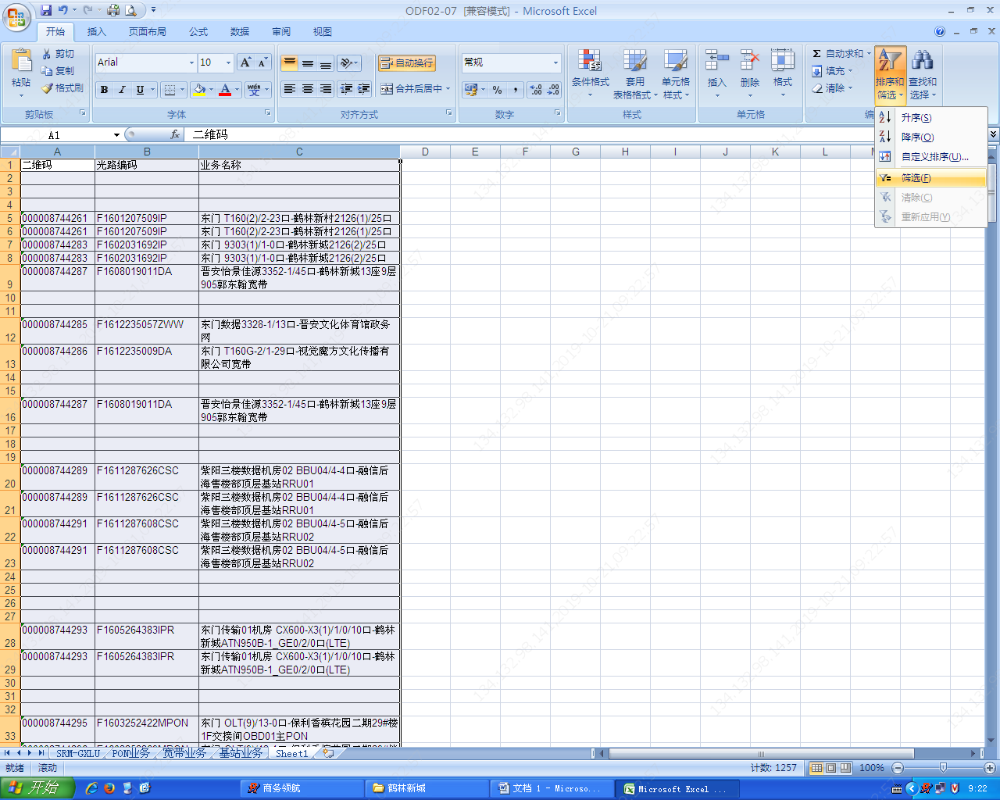 ODF02-07 [兼容模式] - Microsoft Excel
开始 插入 页面布局 公式 数据 审阅 视图
粘贴 剪切 复制 格式刷 剪贴板
Arial 10
B I U 字体
自动换行
合并后居中
对齐方式
常规
数字
条件格式 套用表格格式 单元格样式
样式
插入 删除 格式
单元格
Σ 自动求和
填充
清除
排序和筛选
查找和选择
升序(S)
降序(O)
自定义排序(U)...
筛选(F)
清除(C)
重新应用(Y)
A1 fx 二维码
A B C D E F G H I J K L
1 二维码 光路编码 业务名称
2
3
4
5 000008744261 F1601207509IP 东门 T160(2)/2-23口-鹤林新村2126(1)/25口
6 000008744261 F1601207509IP 东门 T160(2)/2-23口-鹤林新村2126(1)/25口
7 000008744283 F1602031692IP 东门 9303(1)/1-0口-鹤林新城2126(2)/25口
8 000008744283 F1602031692IP 东门 9303(1)/1-0口-鹤林新城2126(2)/25口
9 000008744287 F1608019011DA 晋安怡景佳源3352-1/45口-鹤林新城13座9层
905郭东翰宽带
10
11
12 000008744285 F1612235057ZWW 东门数据3328-1/13口-晋安文化体育馆政务
网
13 000008744286 F1612235009DA 东门 T160G-2/1-29口-视觉魔方文化传播有
限公司宽带
14
15
16 000008744287 F1608019011DA 晋安怡景佳源3352-1/45口-鹤林新城13座9层
905郭东翰宽带
17
18
19
20 000008744289 F1611287626CSC 紫阳三楼数据机房02 BBU04/4-4口-融信后
海售楼部顶层基站RRU01
21 000008744289 F1611287626CSC 紫阳三楼数据机房02 BBU04/4-4口-融信后
海售楼部顶层基站RRU01
22 000008744291 F1611287608CSC 紫阳三楼数据机房02 BBU04/4-5口-融信后
海售楼部顶层基站RRU02
23 000008744291 F1611287608CSC 紫阳三楼数据机房02 BBU04/4-5口-融信后
海售楼部顶层基站RRU02
24
25
26
27
28 000008744293 F1605264383IPR 东门传输01机房 CX600-X3(1)/1/0/10口-鹤林
新城ATN950B-1_GE0/2/0口(LTE)
29 000008744293 F1605264383IPR 东门传输01机房 CX600-X3(1)/1/0/10口-鹤林
新城ATN950B-1_GE0/2/0口(LTE)
30
31
32
33 000008744295 F1603252422MPON 东门 OLT(9)/13-0口-保利香槟花园二期29#楼
1F交接间OBD01主PON
SRM-GXLU PON业务 宽带业务 基站业务 Sheet1
就绪 滚动 计数: 1257 100%
开始 商务领航 鹤林新城 文档 1 - Microso... Microsoft Excel ... 9:22
134.132.98.141,2019-10-21,09:22:57